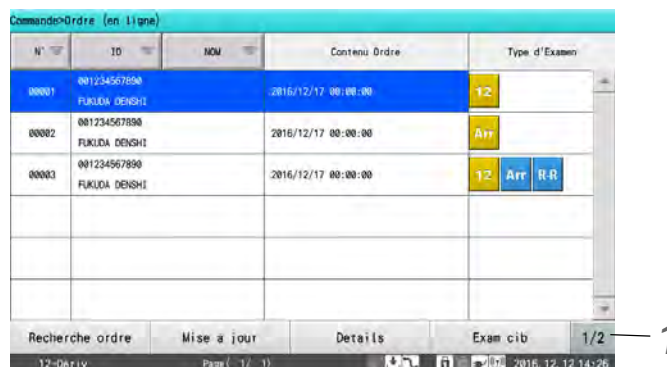 Commande>Ordre (en ligne)
N° ID NOM Contenu Ordre Type d'Examen
00001 001234567890 2016/12/17 00:00:00 12
FUKUDA DENSHI
00002 001234567890 2016/12/17 00:00:00 Arr
FUKUDA DENSHI
00003 001234567890 2016/12/17 00:00:00 12 Arr R-R
FUKUDA DENSHI
Recherche ordre Mise a jour Details Exam cib 1/2
12-Deriv Page( 1/ 1) 2016.12.12 14:26